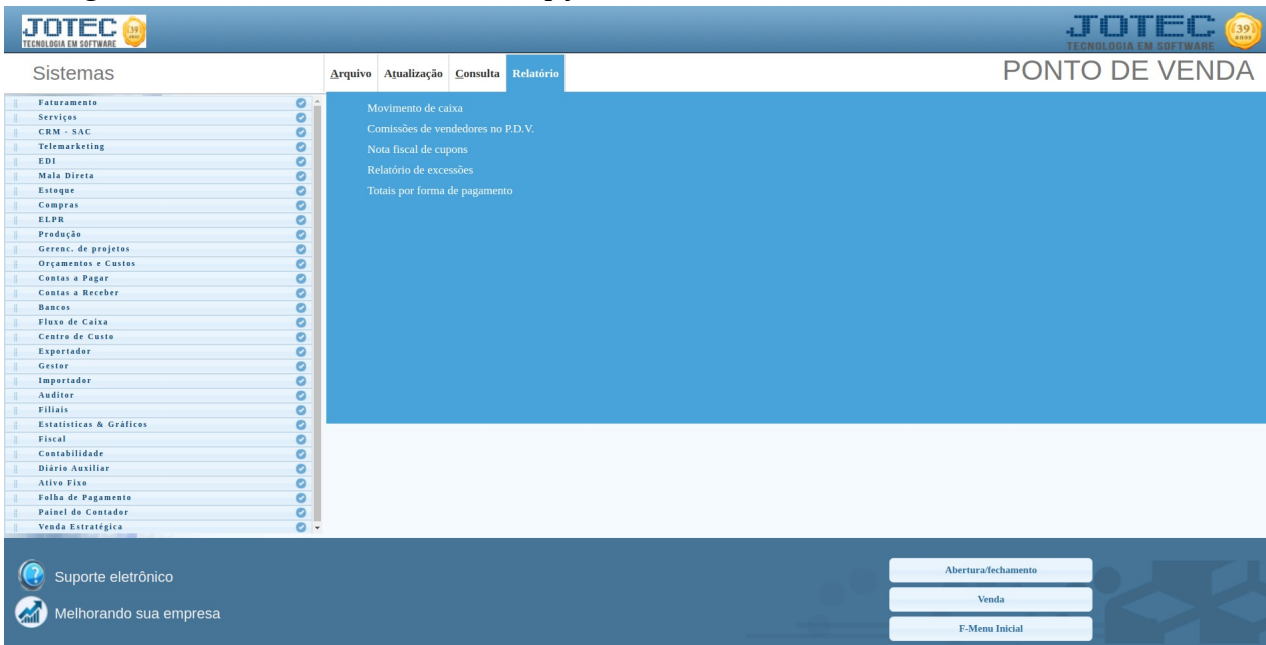 JOTEC 39 anos
TECNOLOGIA EM SOFTWARE
JOTEC 39 anos
TECNOLOGIA EM SOFTWARE
Sistemas
Arquivo Atualização Consulta Relatório
PONTO DE VENDA
Faturamento
Serviços
CRM - SAC
Telemarketing
EDI
Mala Direta
Estoque
Compras
ELPR
Produção
Gerenc. de projetos
Orçamentos e Custos
Contas a Pagar
Contas a Receber
Bancos
Fluxo de Caixa
Centro de Custo
Exportador
Gestor
Importador
Auditor
Filiais
Estatísticas & Gráficos
Fiscal
Contabilidade
Diário Auxiliar
Ativo Fixo
Folha de Pagamento
Painel do Contador
Venda Estratégica
Movimento de caixa
Comissões de vendedores no P.D.V.
Nota fiscal de cupons
Relatório de excessões
Totais por forma de pagamento
Suporte eletrônico
Melhorando sua empresa
Abertura/fechamento
Venda
F-Menu Inicial